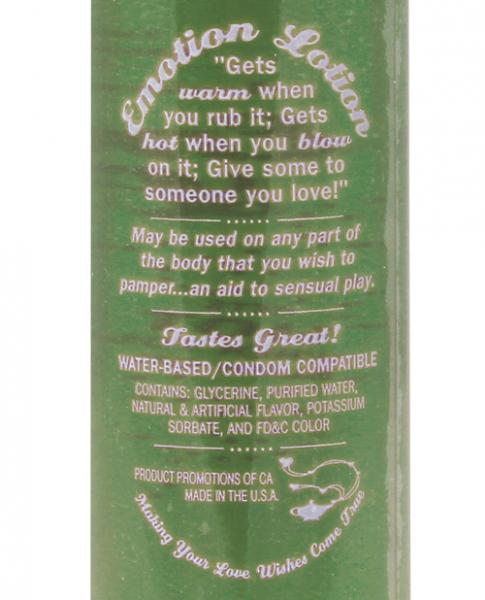 Emotion Lotion
"Gets
warm when
you rub it; Gets
hot when you blow
on it; Give some to
someone you love!"
May be used on any part of
the body that you wish to
pamper...an aid to sensual play.
Tastes Great!
WATER-BASED/CONDOM COMPATIBLE
CONTAINS: GLYCERINE, PURIFIED WATER,
NATURAL & ARTIFICIAL FLAVOR, POTASSIUM
SORBATE, AND FD&C COLOR
PRODUCT PROMOTIONS OF CA
MADE IN THE U.S.A.
Making Your Love Wishes Come True